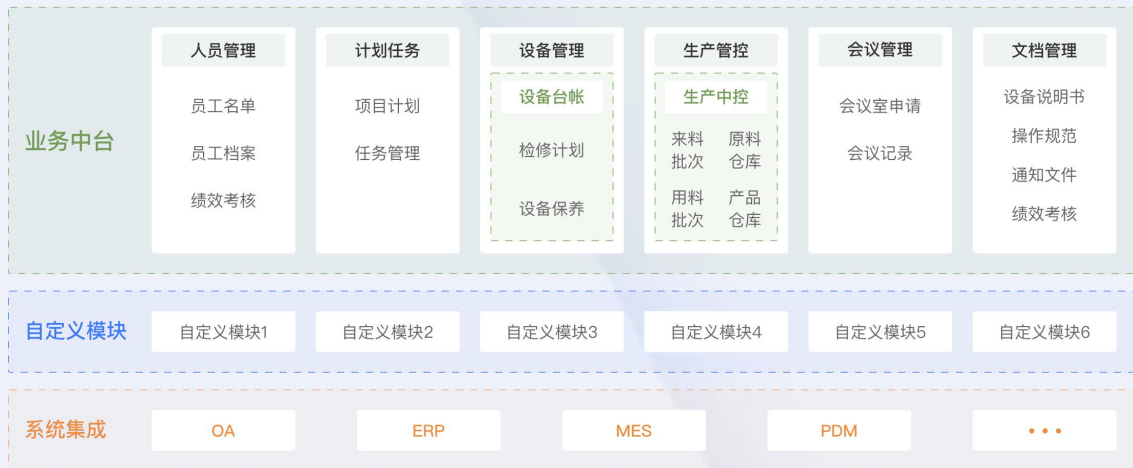 业务中台
人员管理
员工名单
员工档案
绩效考核
计划任务
项目计划
任务管理
设备管理
设备台帐
检修计划
设备保养
生产管控
生产中控
来料
批次
原料
仓库
用料
批次
产品
仓库
会议管理
会议室申请
会议记录
文档管理
设备说明书
操作规范
通知文件
绩效考核
自定义模块
自定义模块1
自定义模块2
自定义模块3
自定义模块4
自定义模块5
自定义模块6
系统集成
OA
ERP
MES
PDM
•••